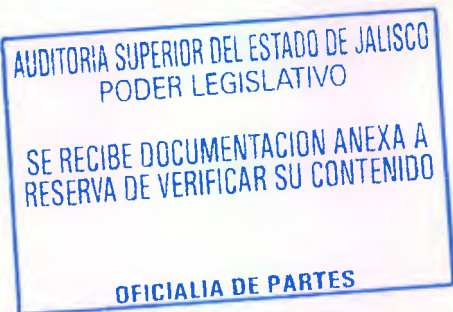 AUDITORIA SUPERIOR DEL ESTADO DE JALISCO
PODER LEGISLATIVO
SE RECIBE DOCUMENTACION ANEXA A
RESERVA DE VERIFICAR SU CONTENIDO
OFICIALIA DE PARTES